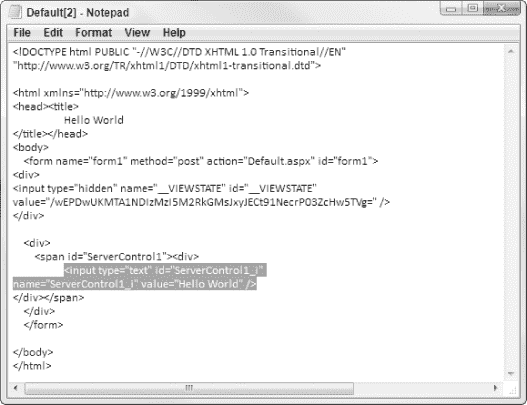 Default[2] - Notepad
File Edit Format View Help
<!DOCTYPE html PUBLIC "-//W3C//DTD XHTML 1.0 Transitional//EN"
"http://www.w3.org/TR/xhtml1/DTD/xhtml1-transitional.dtd">
<html xmlns="http://www.w3.org/1999/xhtml">
<head><title>
Hello World
</title></head>
<body>
<form name="form1" method="post" action="Default.aspx" id="form1">
<div>
<input type="hidden" name="__VIEWSTATE" id="__VIEWSTATE"
value="/wEPDwUKMTA1NDIzMzI5M2RkGMsJxyJECt91NecrP03ZcHw5TVg=" />
</div>
<div>
<span id="ServerControl1"><div>
<input type="text" id="ServerControl1_i"
name="ServerControl1_i" value="Hello World" />
</div></span>
</div>
</form>
</body>
</html>